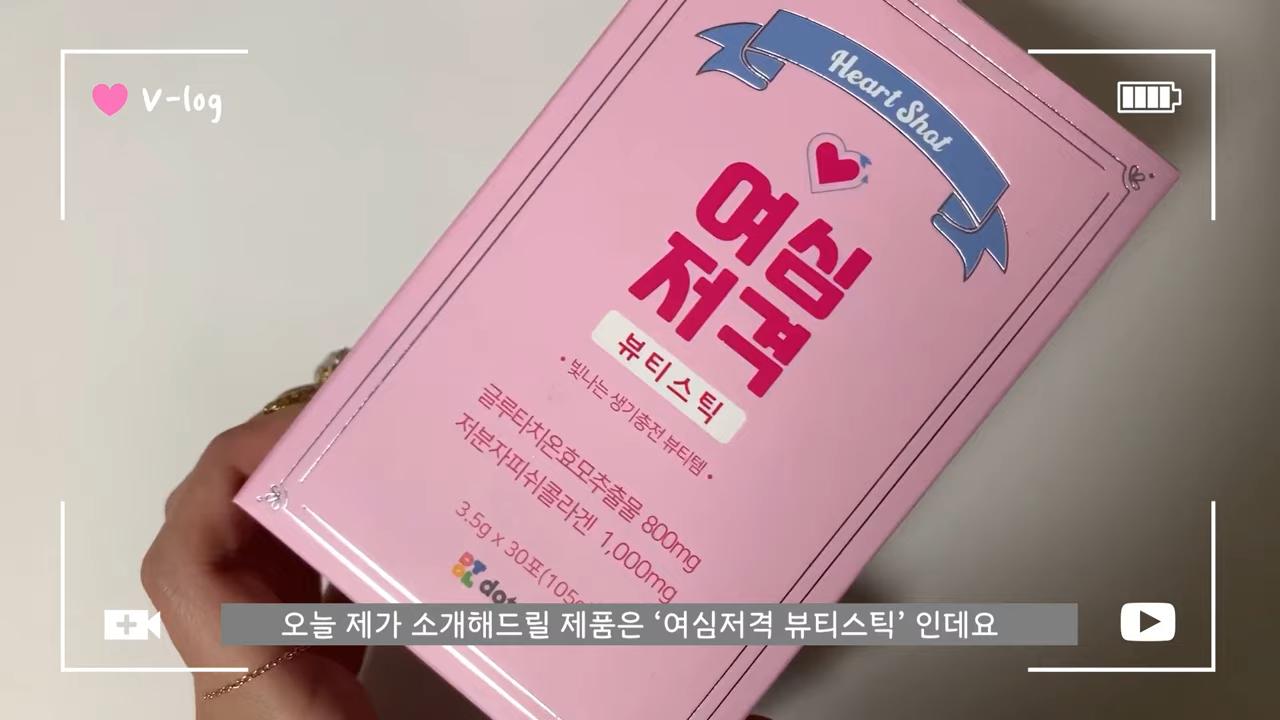 V-log
Heart Shot
여심
저격
뷰티스틱
• 빛나는 생기충전 뷰티템 •
글루타치온효모추출물 800mg
저분자피쉬콜라겐 1,000mg
3.5g x 30포(105g
오늘 제가 소개해드릴 제품은 ‘여심저격 뷰티스틱’ 인데요